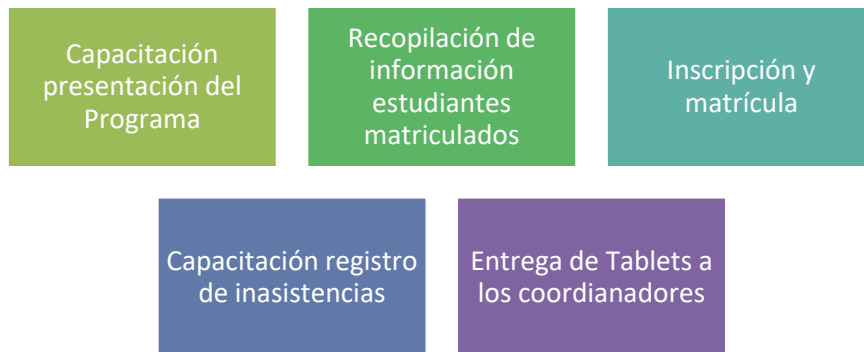 Capacitación
presentación del
Programa
Recopilación de
información
estudiantes
matriculados
Inscripción y
matrícula
Capacitación registro
de inasistencias
Entrega de Tablets a
los coordianadores